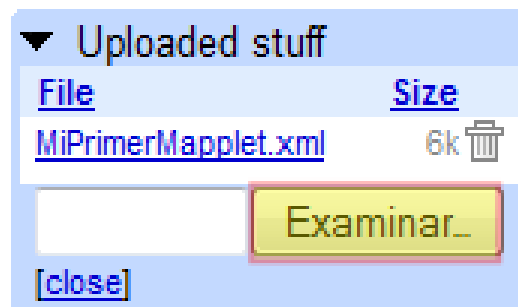 ▼ Uploaded stuff
File Size
MiPrimerMapplet.xml 6k
Examinar...
[close]